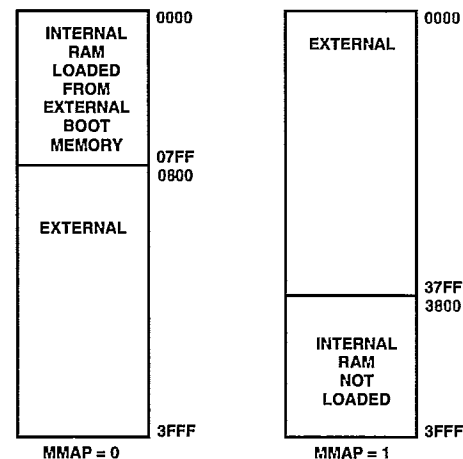 INTERNAL
RAM
LOADED
FROM
EXTERNAL
BOOT
MEMORY
0000
07FF
0800
EXTERNAL
3FFF
MMAP = 0
0000
EXTERNAL
37FF
3800
INTERNAL
RAM
NOT
LOADED
3FFF
MMAP = 1